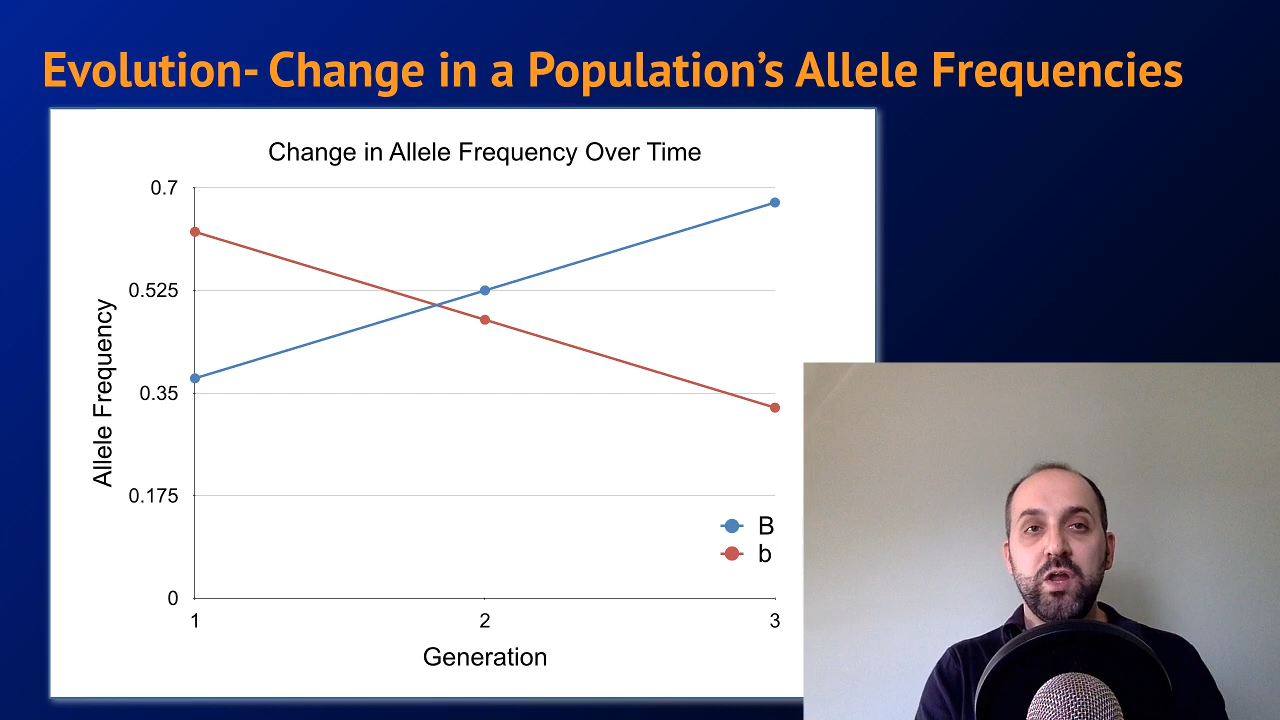 Evolution- Change in a Population’s Allele Frequencies
Change in Allele Frequency Over Time
0.7
0.525
0.35
0.175
0
Allele Frequency
B
b
1 2 3
Generation